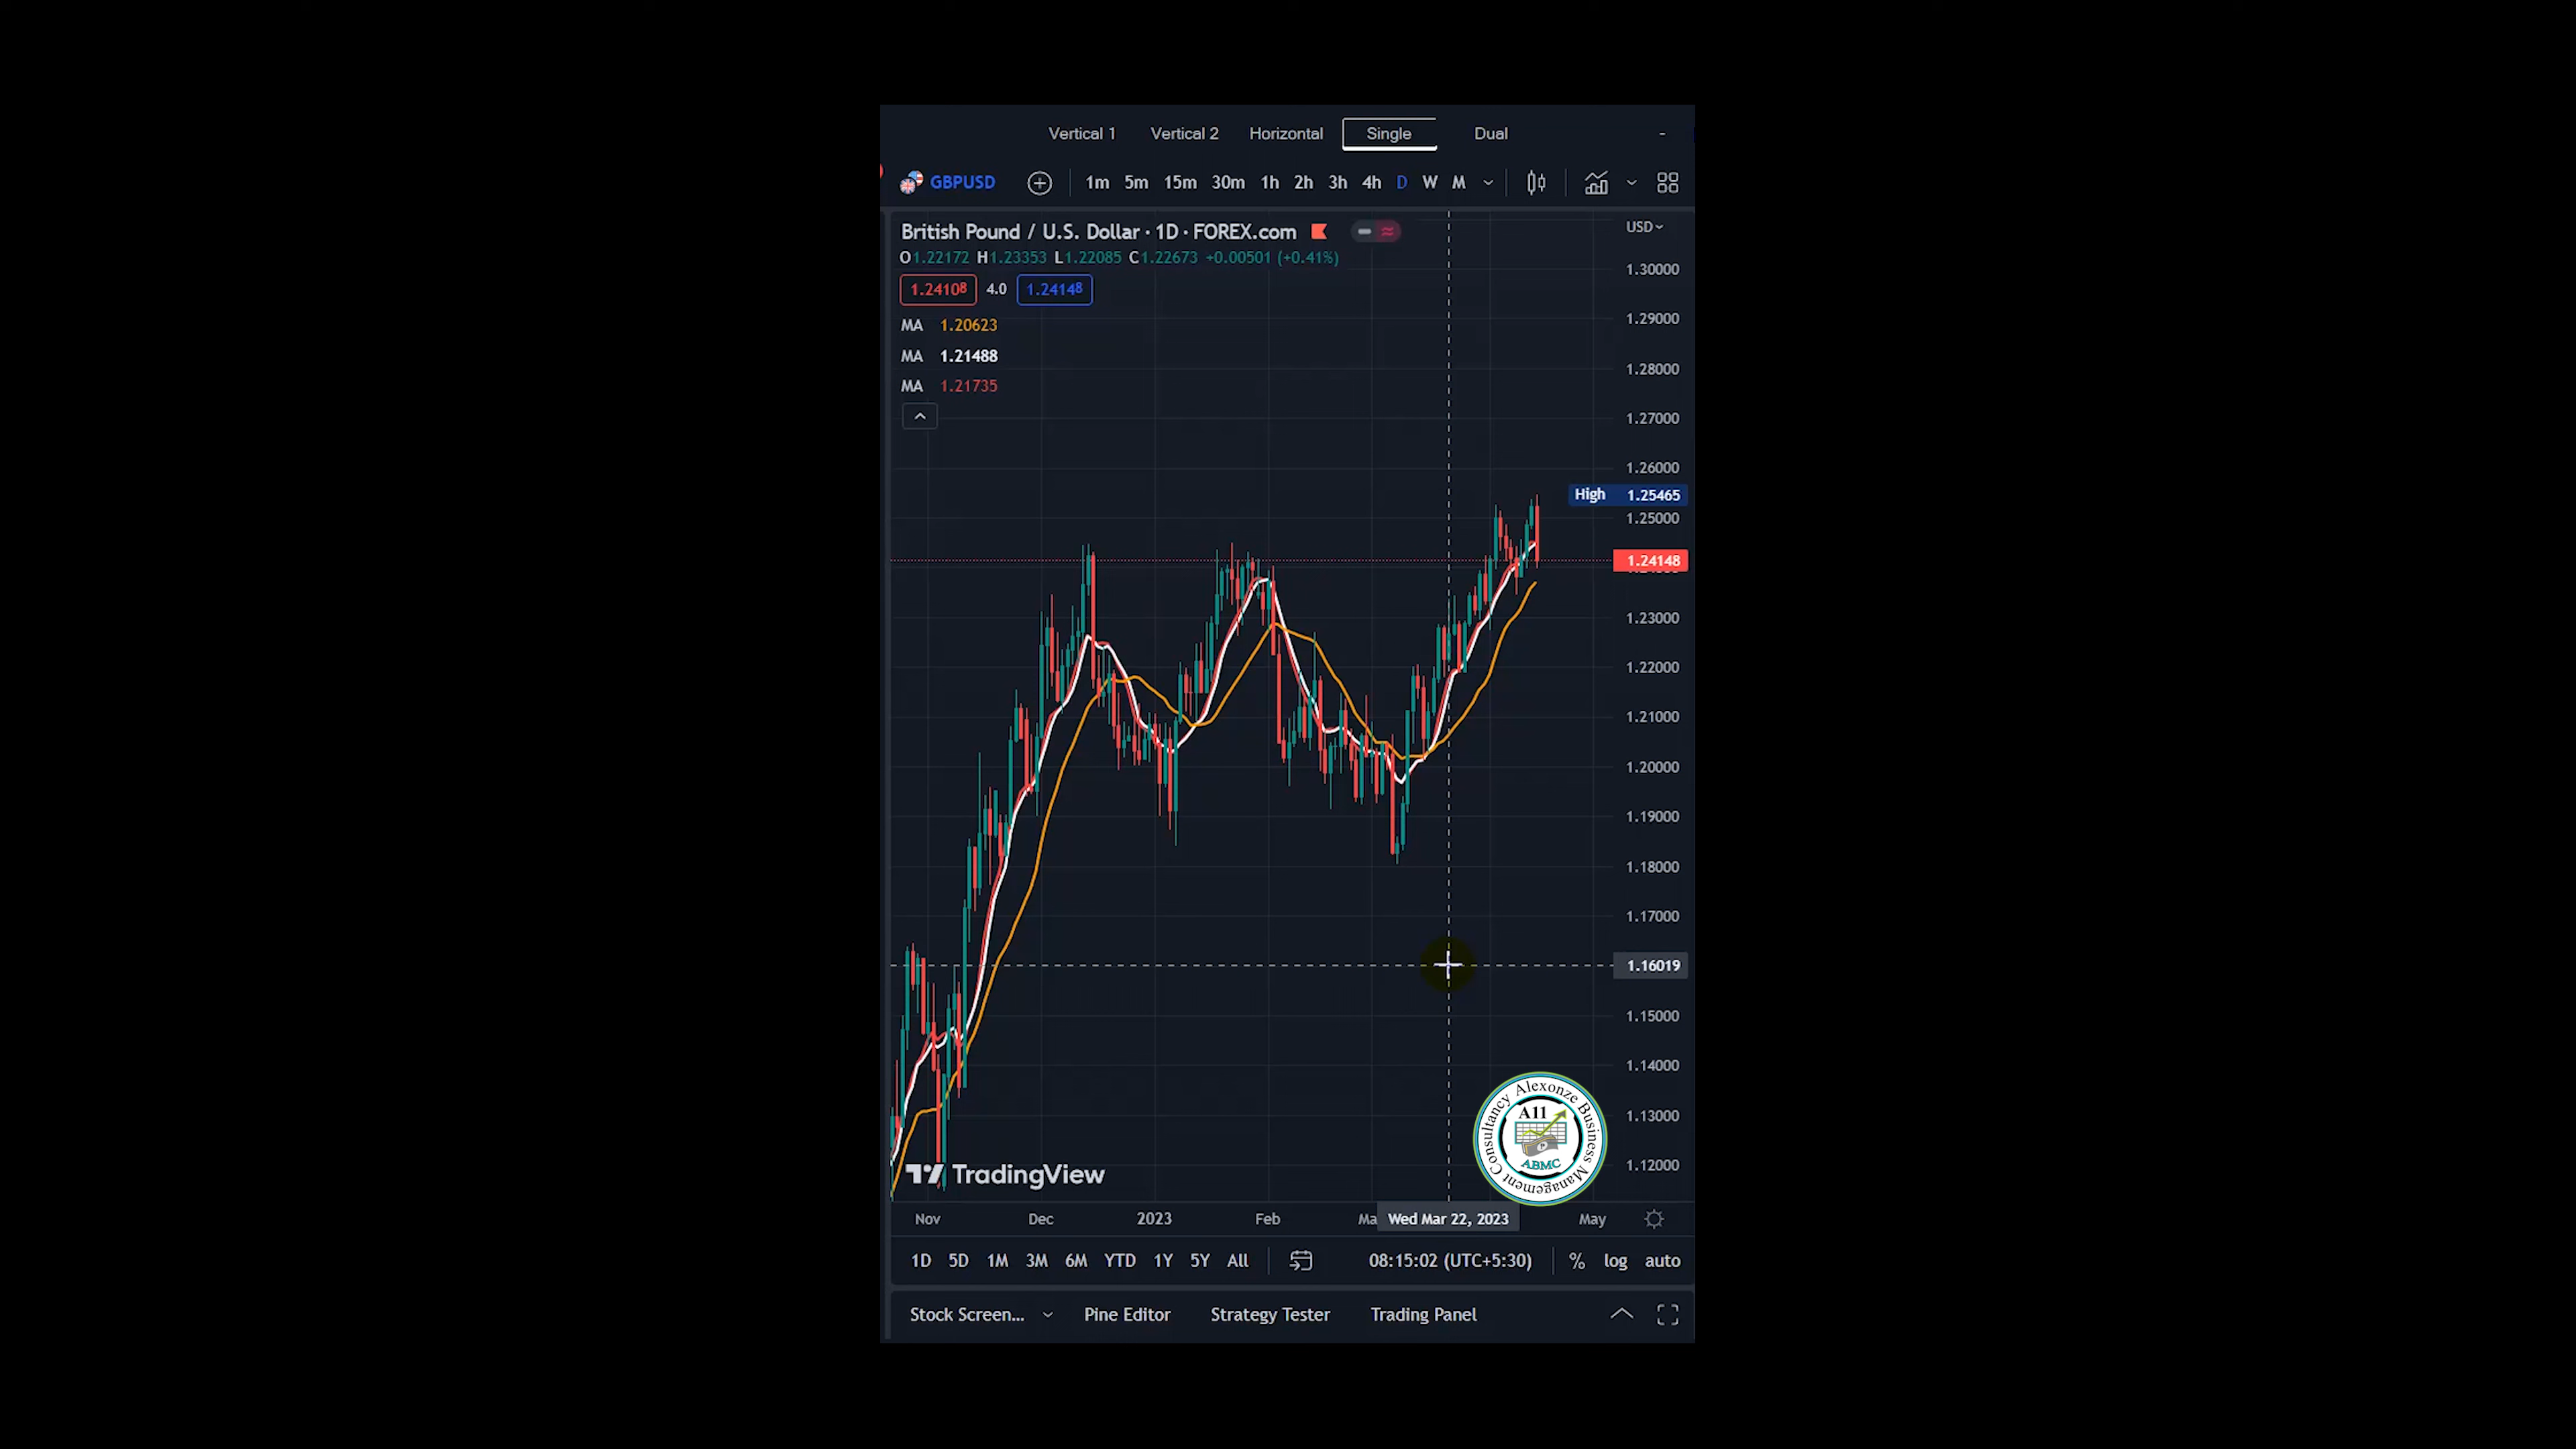 Vertical 1 Vertical 2 Horizontal Single Dual -
GBPUSD 1m 5m 15m 30m 1h 2h 3h 4h D W M
British Pound / U.S. Dollar · 1D · FOREX.com
USD
O1.22172 H1.23353 L1.22085 C1.22673 +0.00501 (+0.41%)
1.24108 4.0 1.24148
MA 1.20623
MA 1.21488
MA 1.21735
1.30000
1.29000
1.28000
1.27000
1.26000
High 1.25465
1.25000
1.24148
1.23000
1.22000
1.21000
1.20000
1.19000
1.18000
1.17000
1.16019
1.15000
1.14000
1.13000
1.12000
Alexonze Business Management Consultancy
A11
ABMC
TradingView
Nov Dec 2023 Feb Ma Wed Mar 22, 2023 May
1D 5D 1M 3M 6M YTD 1Y 5Y All 08:15:02 (UTC+5:30) % log auto
Stock Screen... Pine Editor Strategy Tester Trading Panel